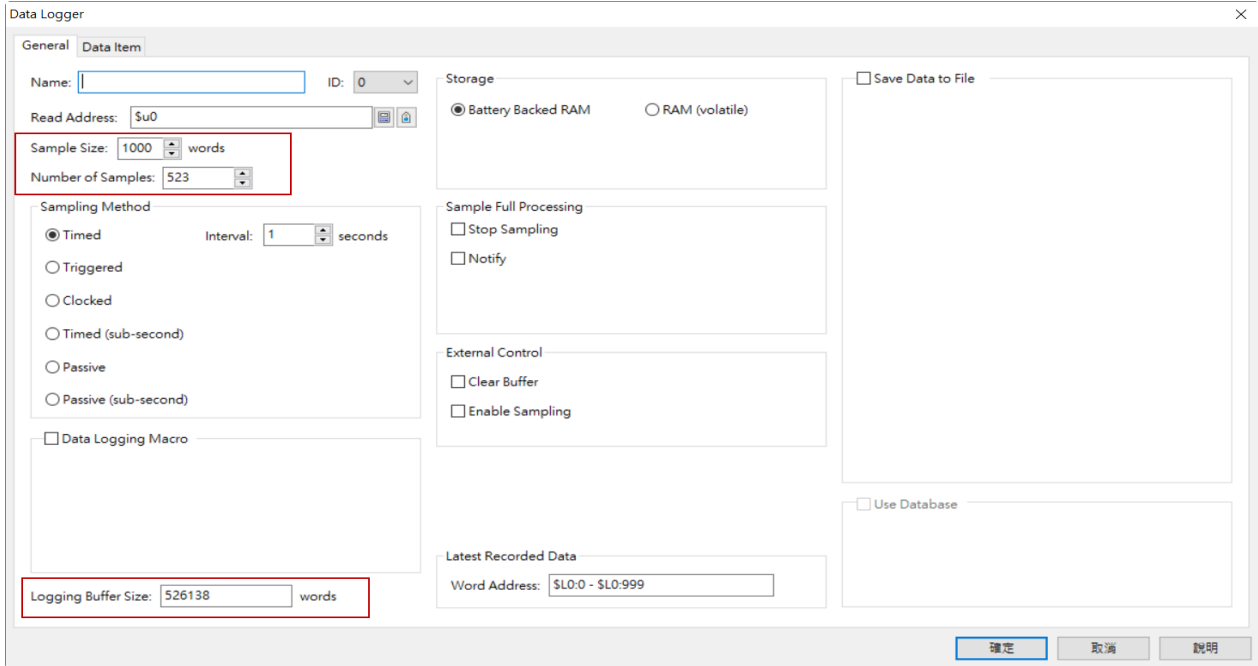 Data Logger
General Data Item
Name: ID: 0
Read Address: $u0
Sample Size: 1000 words
Number of Samples: 523
Sampling Method
Timed Interval: 1 seconds
Triggered
Clocked
Timed (sub-second)
Passive
Passive (sub-second)
Data Logging Macro
Logging Buffer Size: 526138 words
Storage
Battery Backed RAM RAM (volatile)
Sample Full Processing
Stop Sampling
Notify
External Control
Clear Buffer
Enable Sampling
Latest Recorded Data
Word Address: $L0:0 - $L0:999
Save Data to File
Use Database
確定 取消 說明